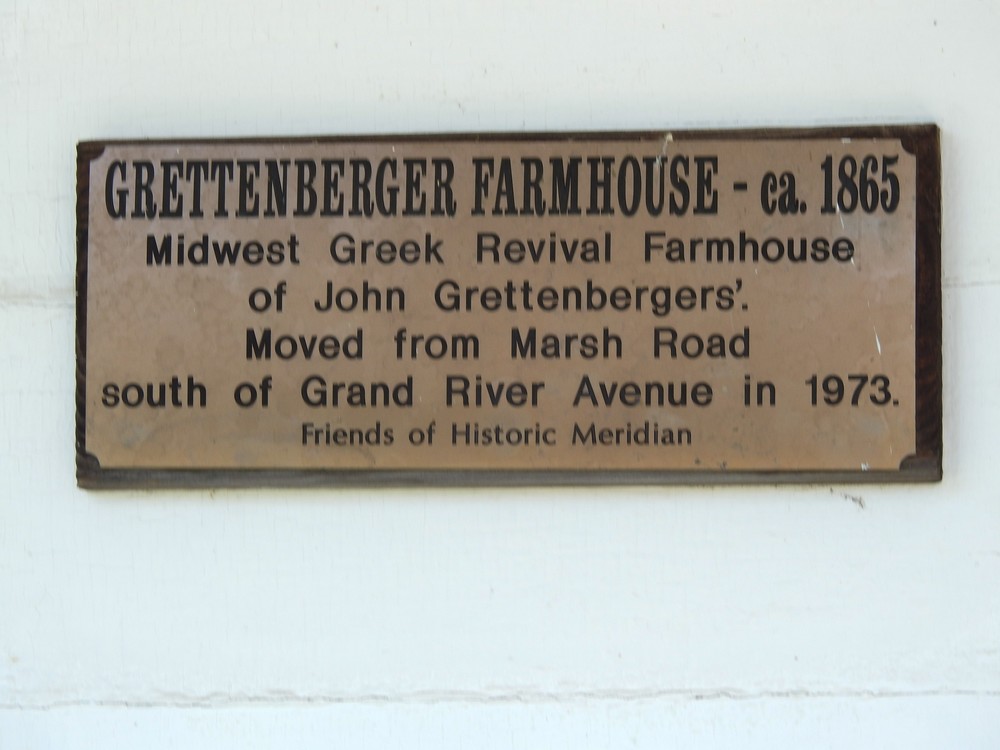 GRETTENBERGER FARMHOUSE - ca. 1865
Midwest Greek Revival Farmhouse
of John Grettenbergers'.
Moved from Marsh Road
south of Grand River Avenue in 1973.
Friends of Historic Meridian